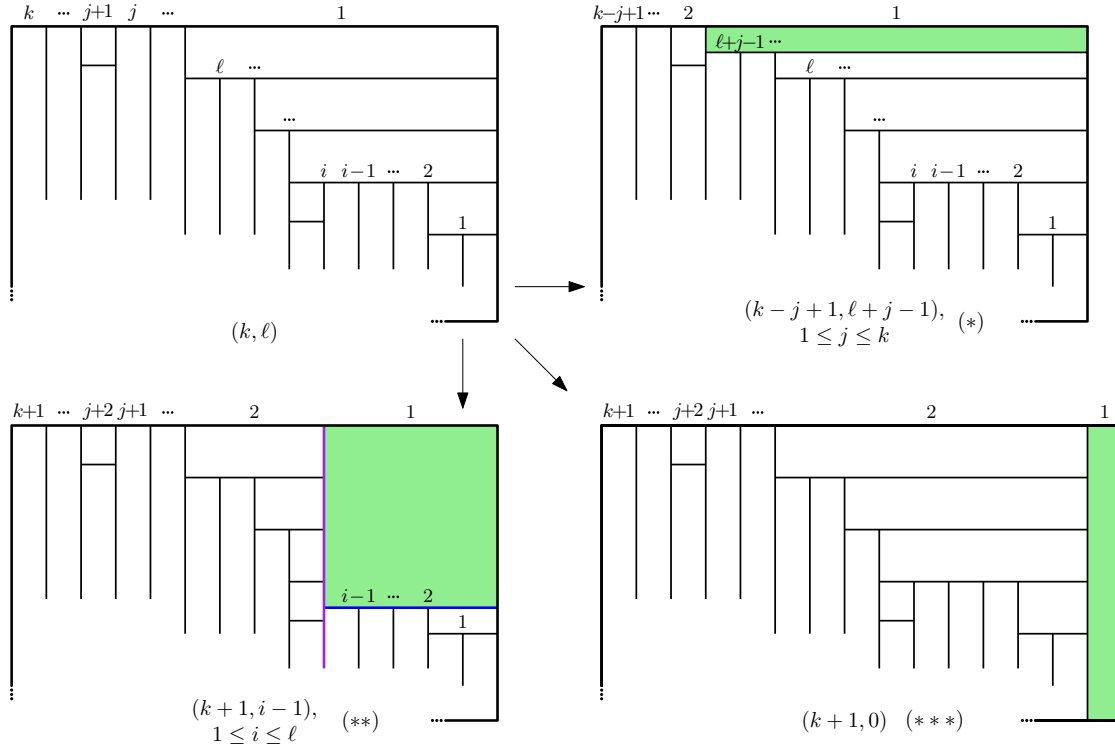 k ··· j+1 j ··· 1
ℓ ···
···
i i−1 ··· 2
1
(k, ℓ)
k−j+1 ··· 2 1
ℓ+j−1 ···
ℓ ···
···
i i−1 ··· 2
1
(k − j + 1, ℓ + j − 1),
1 ≤ j ≤ k
(∗)
k+1 ··· j+2 j+1 ··· 2 1
i−1 ··· 2
1
(k + 1, i − 1),
1 ≤ i ≤ ℓ
(∗∗)
k+1 ··· j+2 j+1 ··· 2 1
(k + 1, 0) (∗ ∗ ∗)